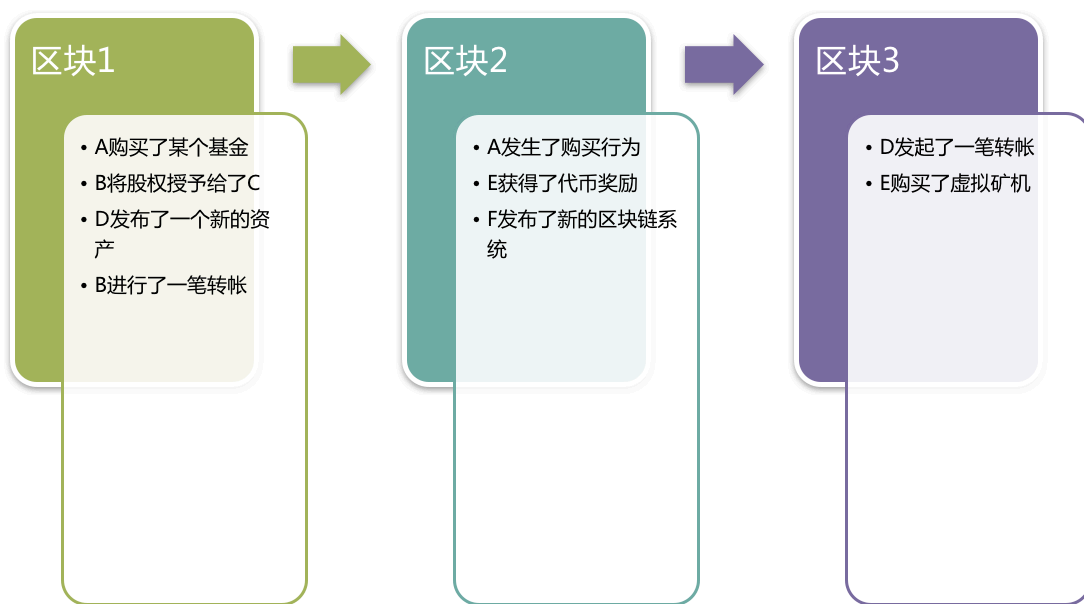 区块1
• A购买了某个基金
• B将股权授予给了C
• D发布了一个新的资
产
• B进行了一笔转帐
区块2
• A发生了购买行为
• E获得了代币奖励
• F发布了新的区块链系
统
区块3
• D发起了一笔转帐
• E购买了虚拟矿机